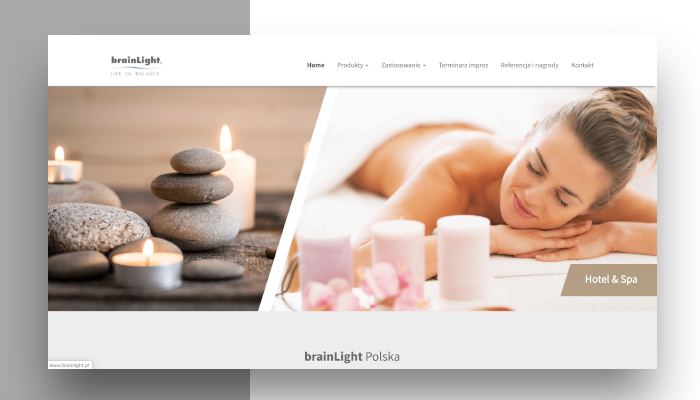 brainLight
LIFE IN BALANCE
Home Produkty Zastosowanie Terminarz imprez Referencje i nagrody Kontakt
Hotel & Spa
brainLight Polska
www.brainlight.pl